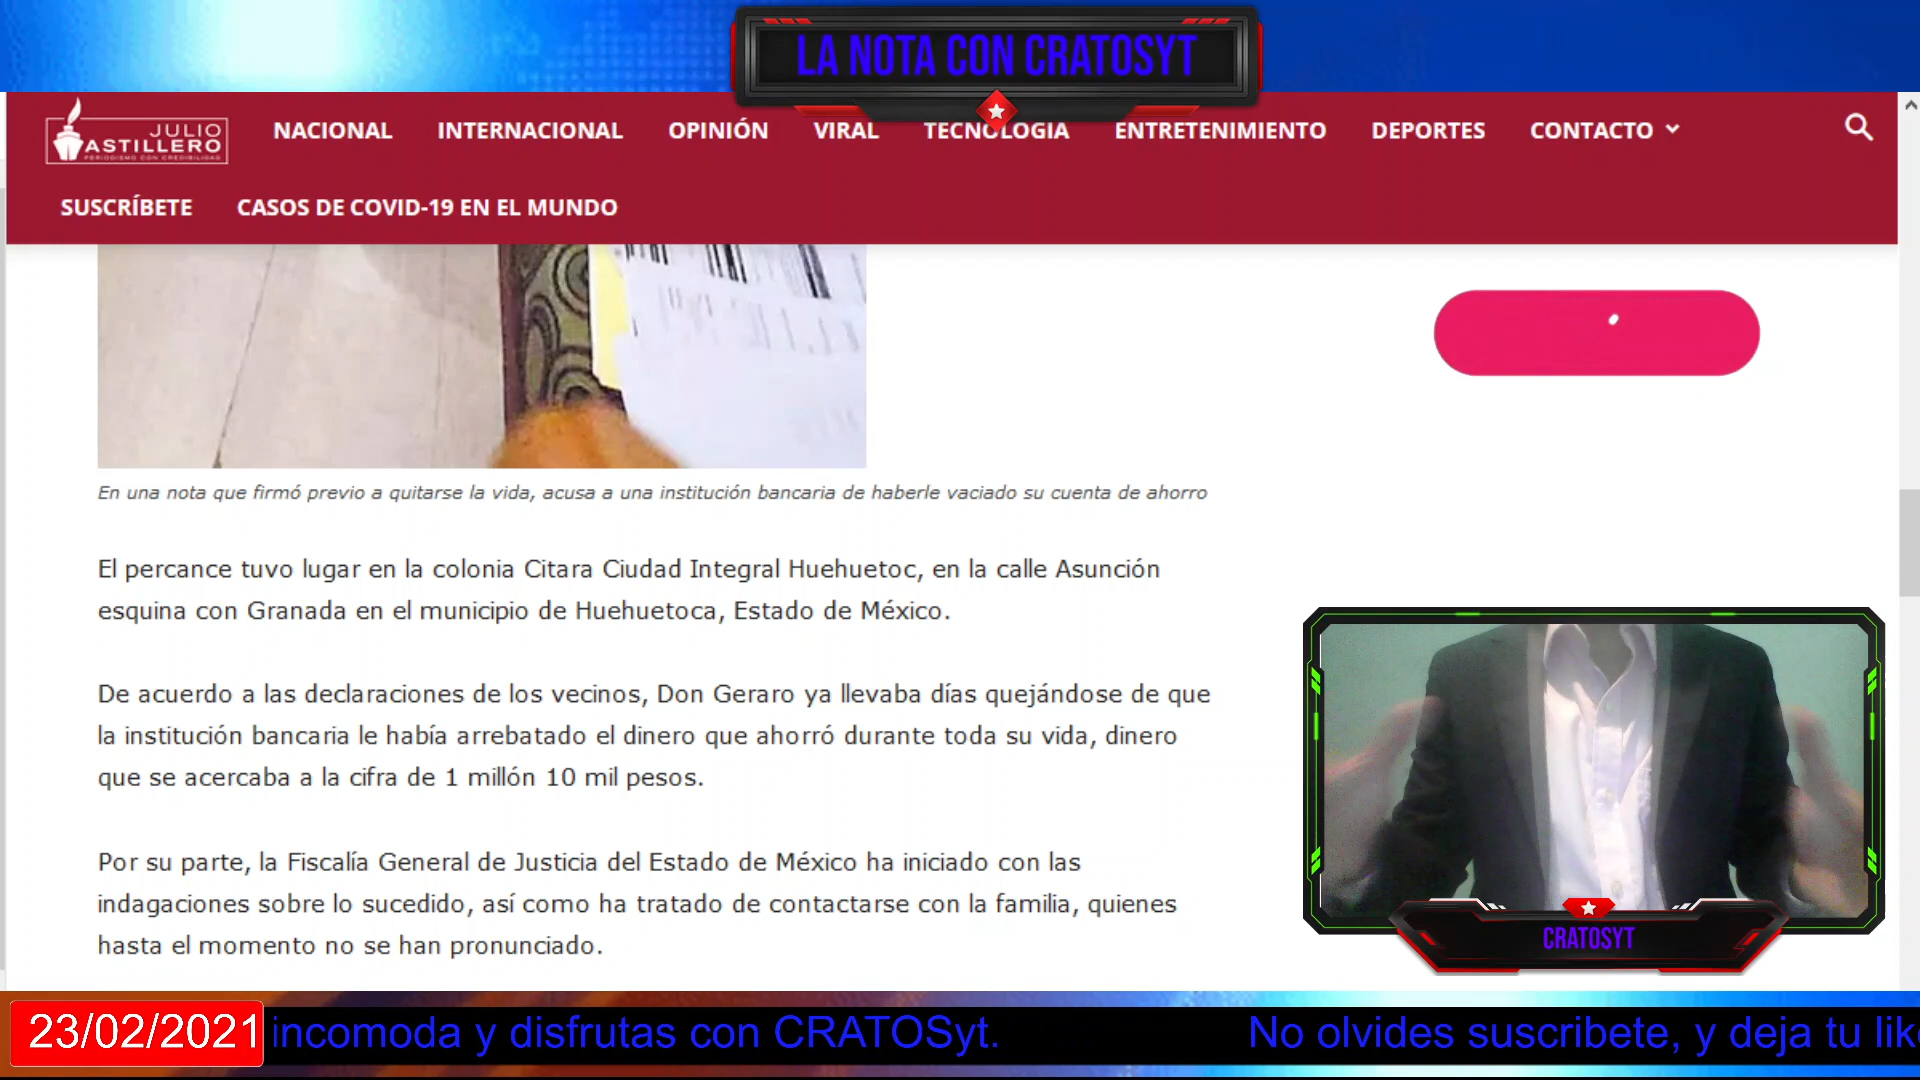 LA NOTA CON CRATOSYT
JULIO
ASTILLERO
PERIODISMO CON CREDIBILIDAD
NACIONAL INTERNACIONAL OPINIÓN VIRAL TECNOLOGIA ENTRETENIMIENTO DEPORTES CONTACTO
SUSCRÍBETE CASOS DE COVID-19 EN EL MUNDO
En una nota que firmó previo a quitarse la vida, acusa a una institución bancaria de haberle vaciado su cuenta de ahorro
El percance tuvo lugar en la colonia Citara Ciudad Integral Huehuetoc, en la calle Asunción
esquina con Granada en el municipio de Huehuetoca, Estado de México.
De acuerdo a las declaraciones de los vecinos, Don Geraro ya llevaba días quejándose de que
la institución bancaria le había arrebatado el dinero que ahorró durante toda su vida, dinero
que se acercaba a la cifra de 1 millón 10 mil pesos.
Por su parte, la Fiscalía General de Justicia del Estado de México ha iniciado con las
indagaciones sobre lo sucedido, así como ha tratado de contactarse con la familia, quienes
hasta el momento no se han pronunciado.
CRATOSYT
23/02/2021 incomoda y disfrutas con CRATOSyt. No olvides suscribete, y deja tu like